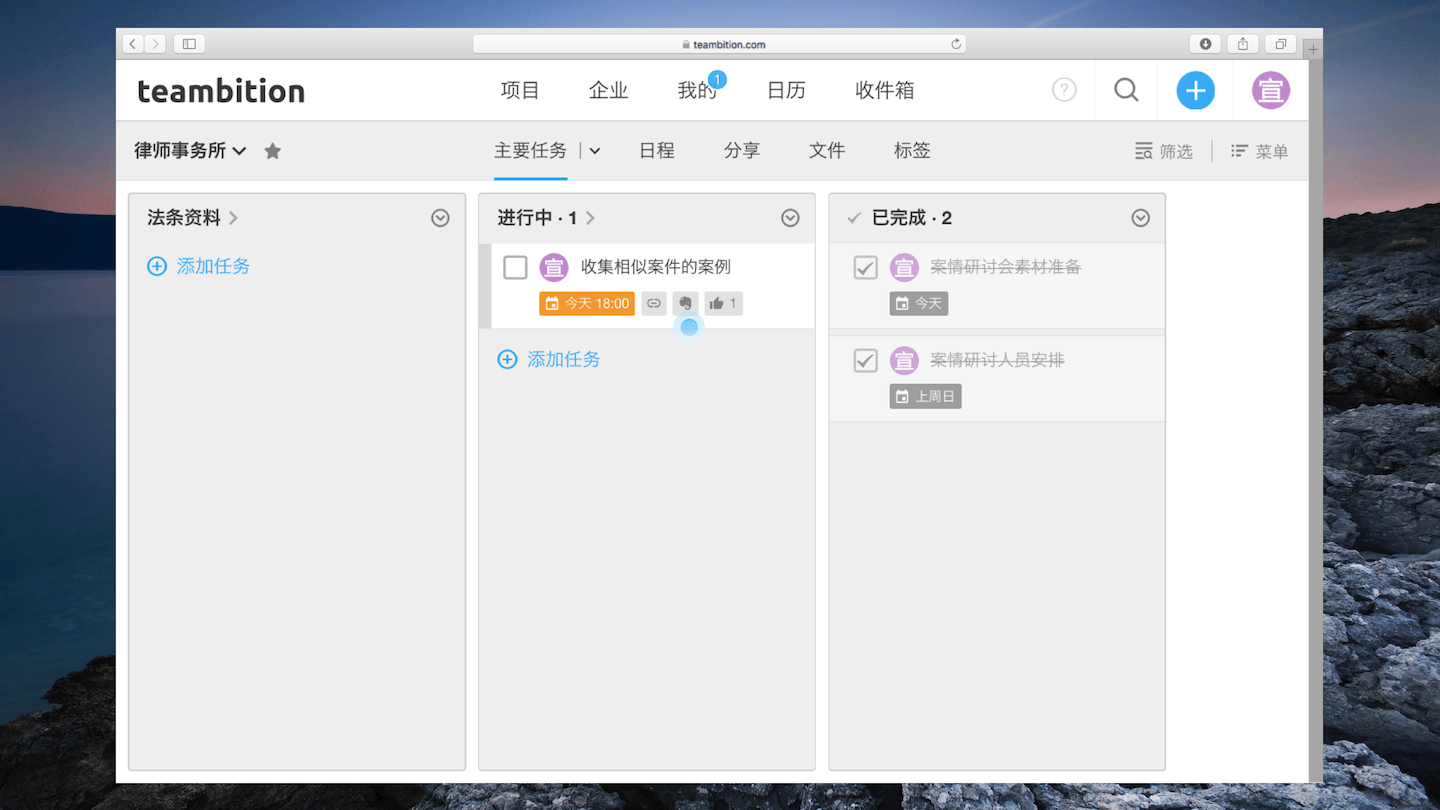 teambition.com
teambition
项目 企业 我的 1 日历 收件箱 ? 宣
律师事务所 主要任务 日程 分享 文件 标签 筛选 菜单
法条资料
添加任务
进行中 · 1
宣 收集相似案件的案例
今天 18:00 1
添加任务
已完成 · 2
宣 案情研讨会素材准备
今天
宣 案情研讨人员安排
上周日